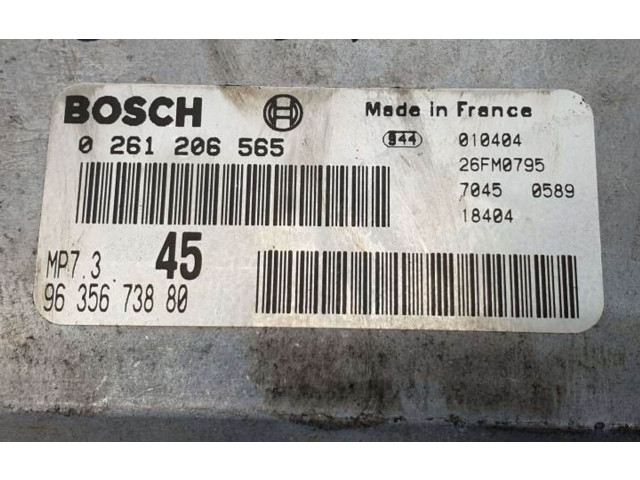 BOSCH
Made in France
0 261 206 565
944 010404
26FM0795
7045 0589
18404
MP7.3 45
96 356 738 80